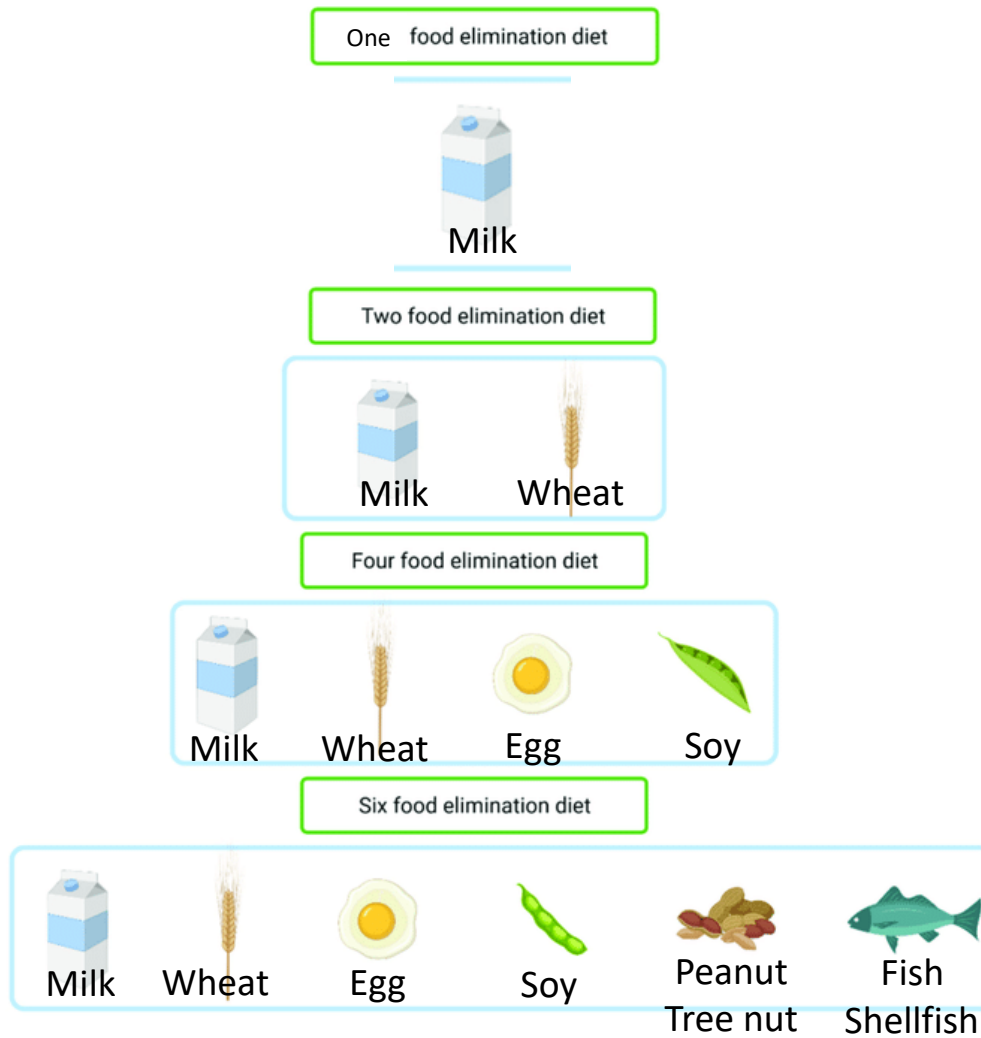 One food elimination diet
Milk
Two food elimination diet
Milk Wheat
Four food elimination diet
Milk Wheat Egg Soy
Six food elimination diet
Milk Wheat Egg Soy Peanut Fish
Tree nut Shellfish